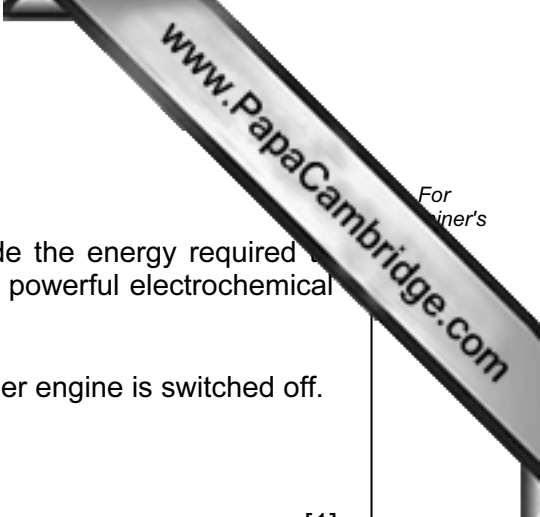 www.PapaCambridge.com
For
iner's
de the energy required
powerful electrochemical
er engine is switched off.
[1]